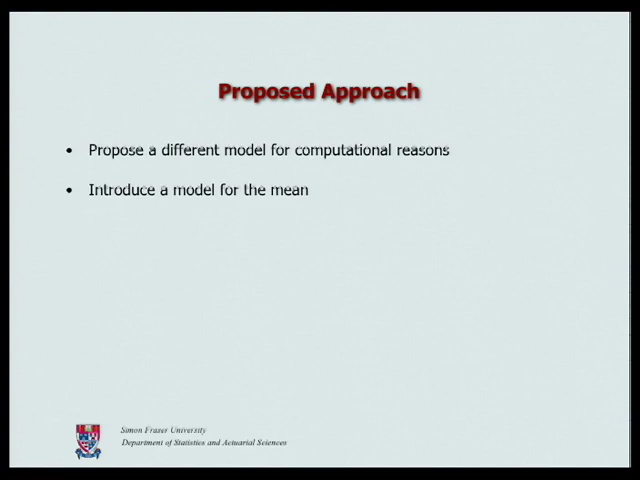 Proposed Approach
• Propose a different model for computational reasons
• Introduce a model for the mean
Simon Fraser University
Department of Statistics and Actuarial Sciences